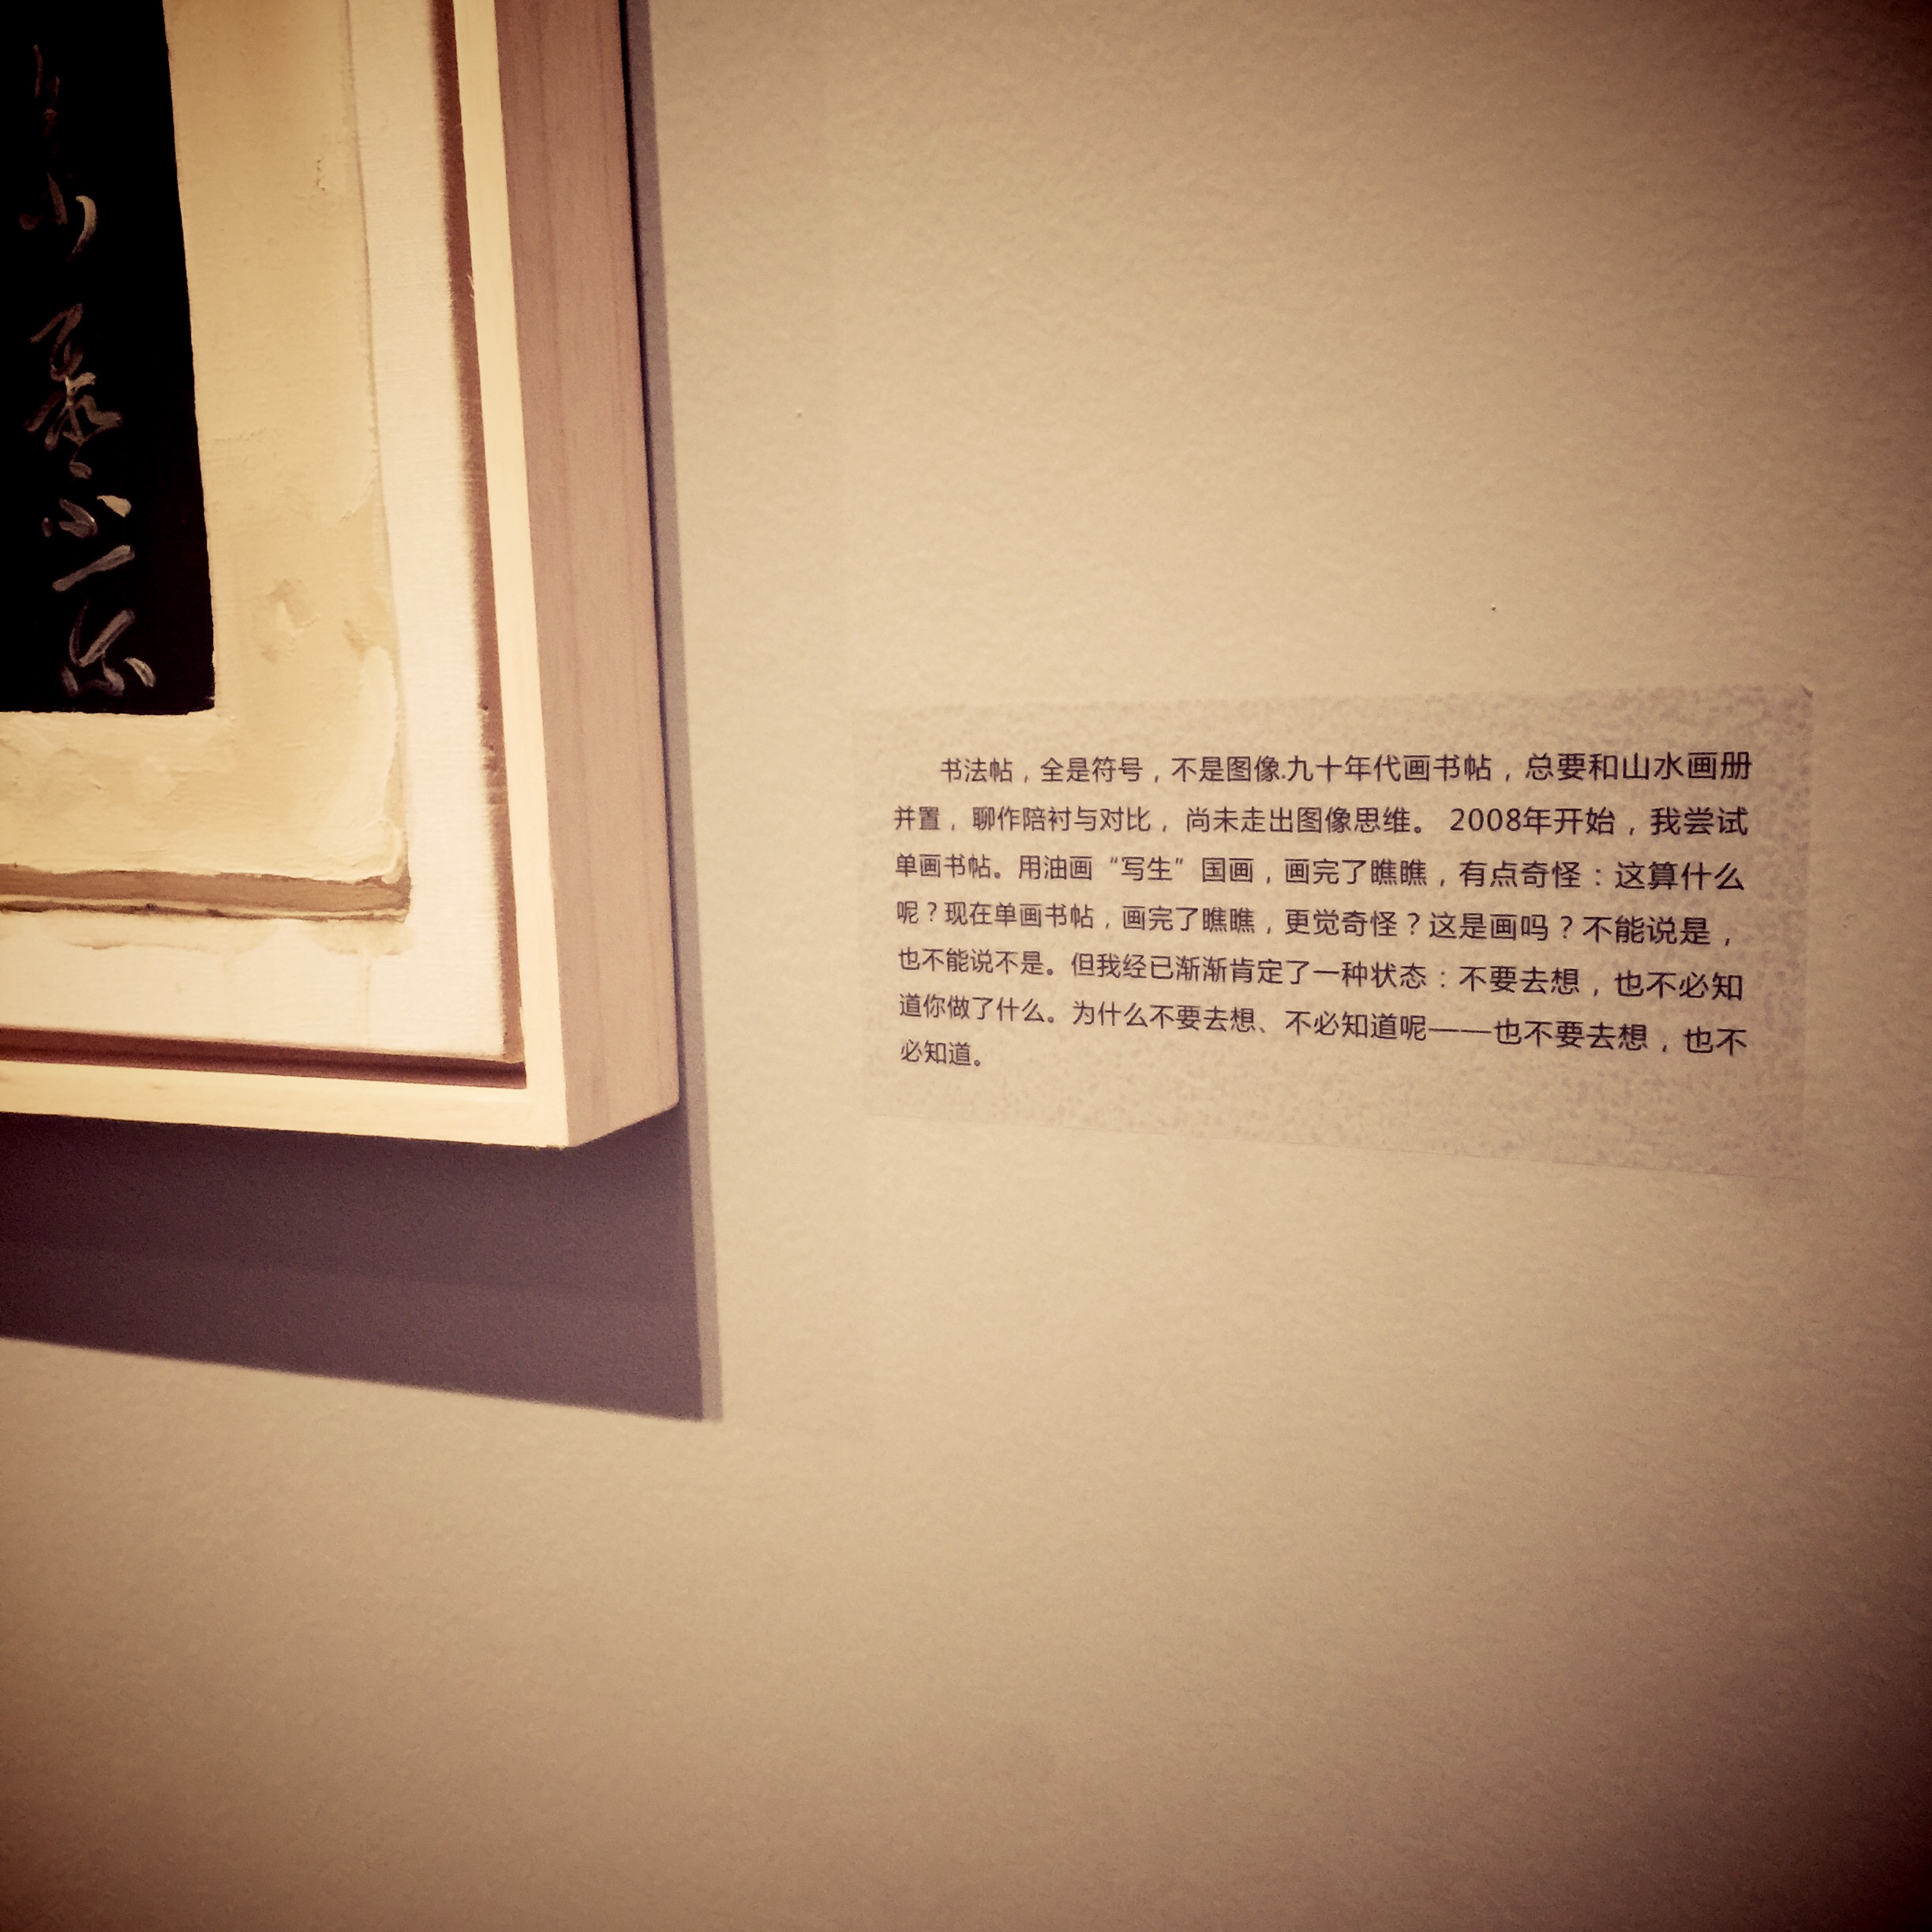 书法帖，全是符号，不是图像.九十年代画书帖，总要和山水画册
并置，聊作陪衬与对比，尚未走出图像思维。 2008年开始，我尝试
单画书帖。用油画“写生”国画，画完了瞧瞧，有点奇怪：这算什么
呢？现在单画书帖，画完了瞧瞧，更觉奇怪？这是画吗？不能说是，
也不能说不是。但我经已渐渐肯定了一种状态：不要去想，也不必知
道你做了什么。为什么不要去想、不必知道呢——也不要去想，也不
必知道。